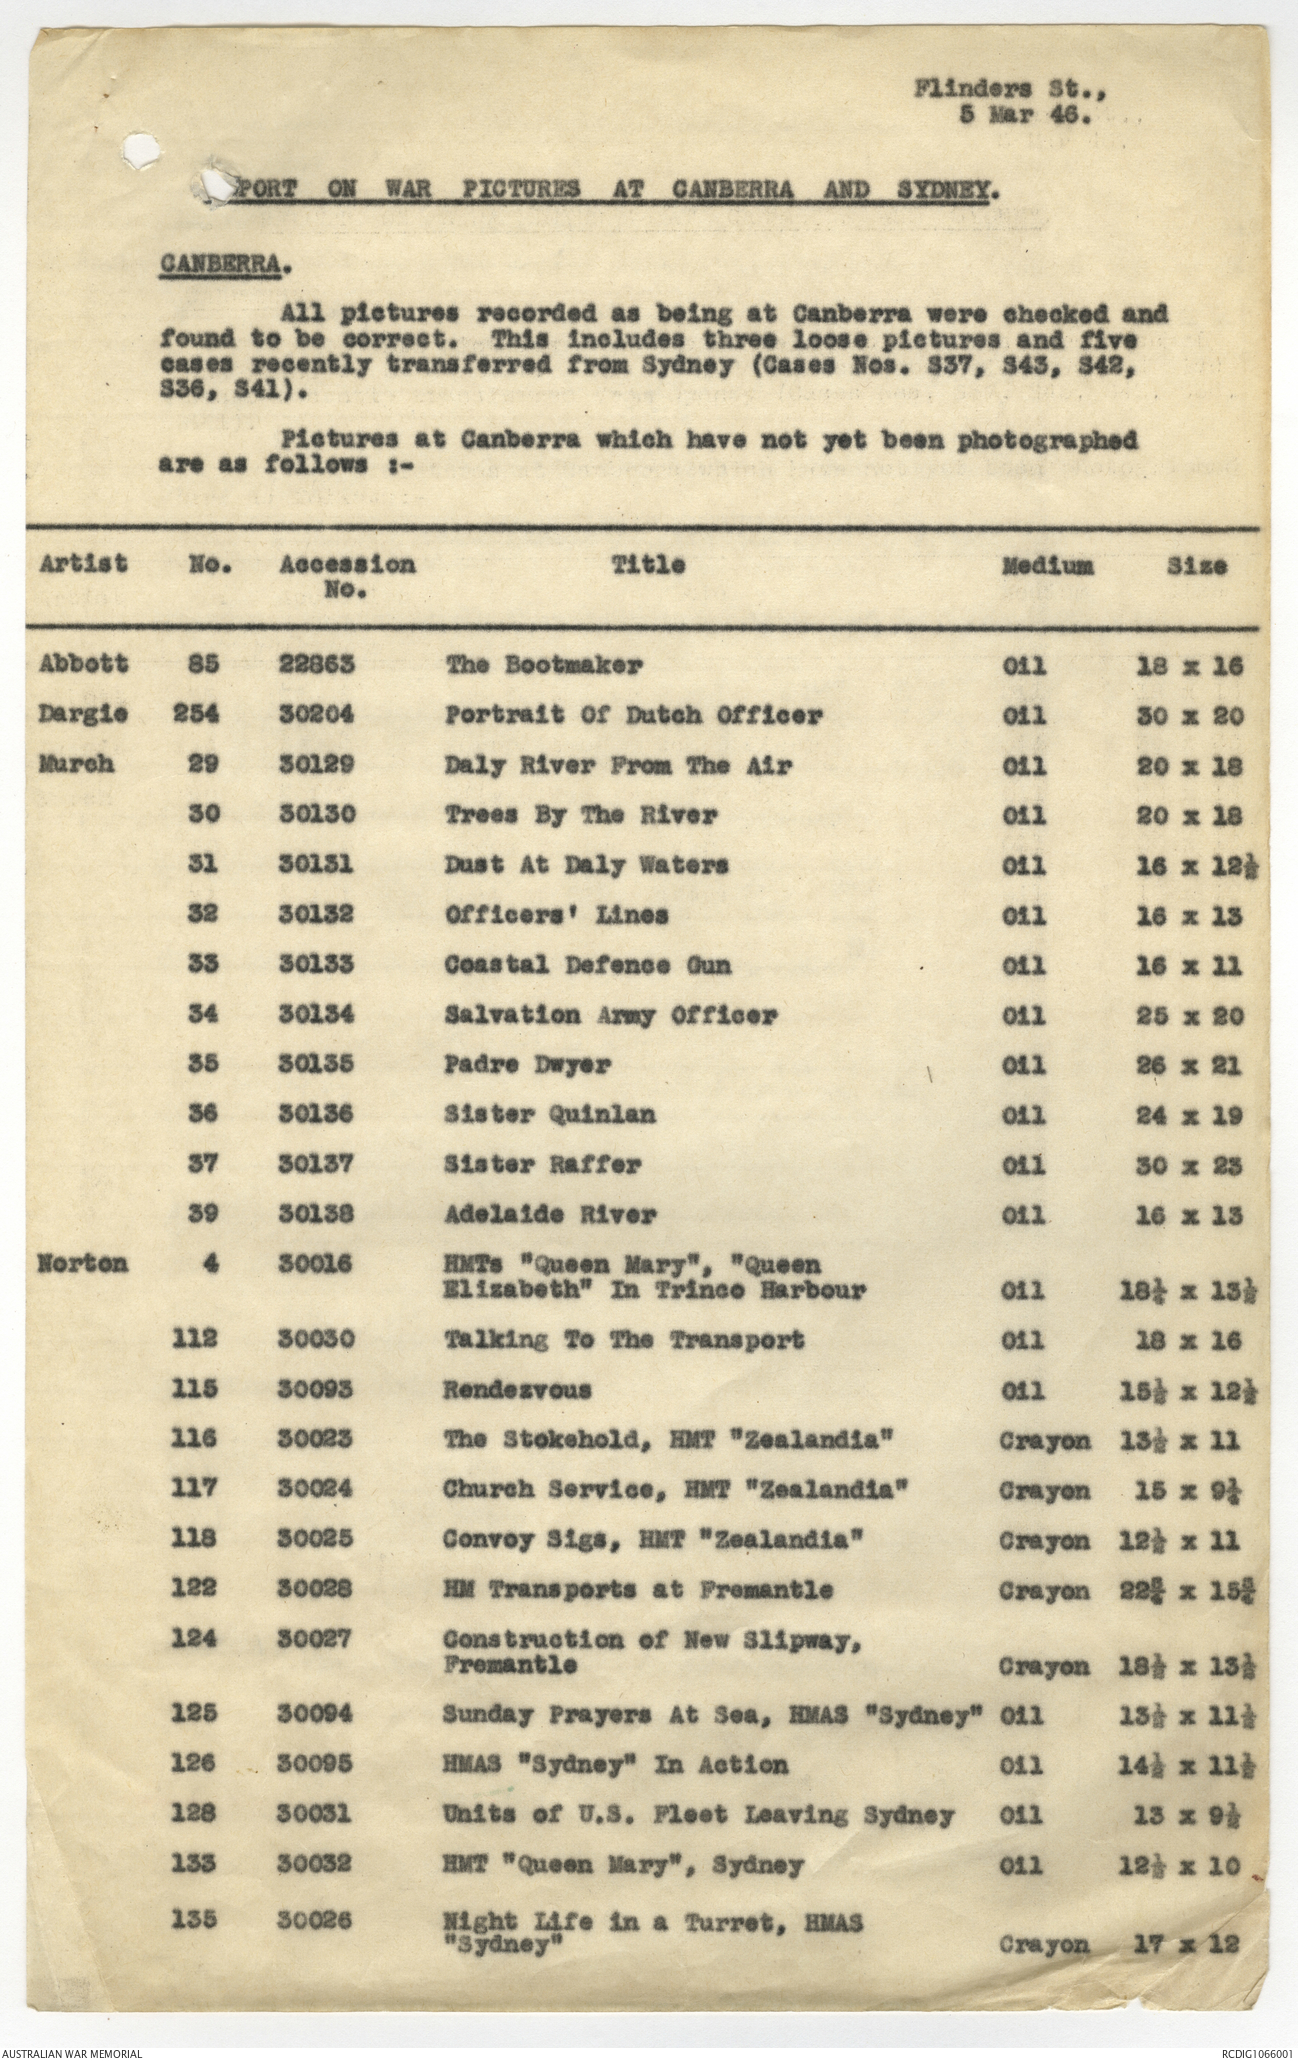 Flinders St.,
5 Mar 46.
PORT ON WAR PICTURES AT CANBERRA AND SYDNEY.
CANBERRA.
All pictures recorded as being at Canberra were checked and
found to be correct. This includes three loose pictures and five
cases recently transferred from Sydney (Cases Nos. S37, S43, S42,
S36, S41).
Pictures at Canberra which have not yet been photographed
are as follows :-
Artist No. Accession Title Medium Size
No.
Abbott 85 22863 The Bootmaker Oil 18 x 16
Dargie 254 30204 Portrait Of Dutch Officer Oil 30 x 20
Murch 29 30129 Daly River From The Air Oil 20 x 18
30 30130 Trees By The River Oil 20 x 18
31 30131 Dust At Daly Waters Oil 16 x 12½
32 30132 Officers' Lines Oil 16 x 13
33 30133 Coastal Defence Gun Oil 16 x 11
34 30134 Salvation Army Officer Oil 25 x 20
35 30135 Padre Dwyer Oil 26 x 21
36 30136 Sister Quinlan Oil 24 x 19
37 30137 Sister Raffer Oil 30 x 23
39 30138 Adelaide River Oil 16 x 13
Norton 4 30016 HMTs "Queen Mary", "Queen
Elizabeth" In Trinco Harbour Oil 18¼ x 13½
112 30030 Talking To The Transport Oil 18 x 16
115 30093 Rendezvous Oil 15½ x 12½
116 30023 The Stokehold, HMT "Zealandia" Crayon 13½ x 11
117 30024 Church Service, HMT "Zealandia" Crayon 15 x 9¼
118 30025 Convoy Sigs, HMT "Zealandia" Crayon 12½ x 11
122 30028 HM Transports at Fremantle Crayon 22¾ x 15¾
124 30027 Construction of New Slipway,
Fremantle Crayon 18½ x 13½
125 30094 Sunday Prayers At Sea, HMAS "Sydney" Oil 13½ x 11½
126 30095 HMAS "Sydney" In Action Oil 14½ x 11½
128 30031 Units of U.S. Fleet Leaving Sydney Oil 13 x 9½
133 30032 HMT "Queen Mary", Sydney Oil 12½ x 10
135 30026 Night Life in a Turret, HMAS
"Sydney" Crayon 17 x 12
AUSTRALIAN WAR MEMORIAL RCDIG1066001